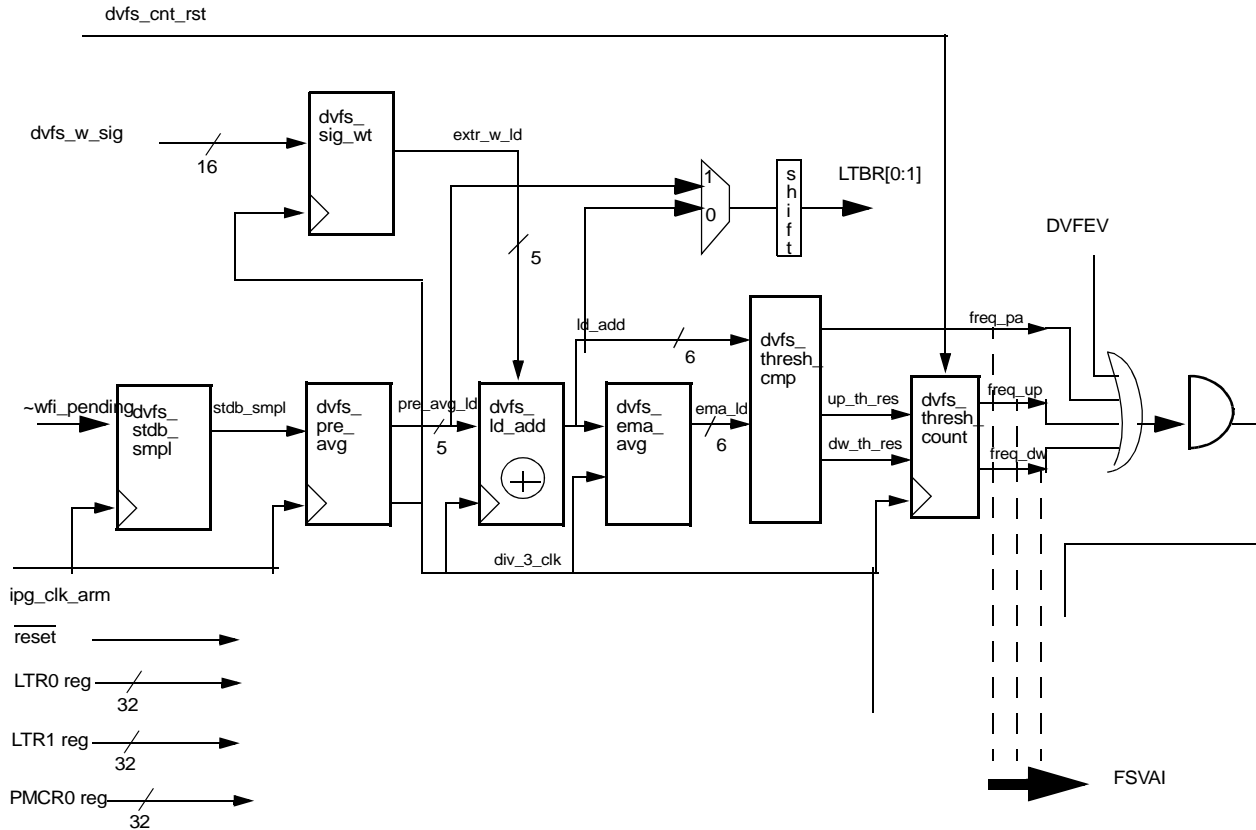 dvfs_cnt_rst
dvfs_w_sig
16
dvfs_
sig_wt
extr_w_ld
5
1
0
shift
LTBR[0:1]
DVFEV
~wfi_pending
dvfs_
stdb_
smpl
stdb_smpl
dvfs_
pre_
avg
pre_avg_ld
5
dvfs_
ld_add
ld_add
6
dvfs_
ema_
avg
ema_ld
6
dvfs_
thresh_
cmp
up_th_res
dw_th_res
dvfs_
thresh_
count
freq_pa
freq_up
freq_dw
div_3_clk
ipg_clk_arm
reset
LTR0 reg
32
LTR1 reg
32
PMCR0 reg
32
FSVAI